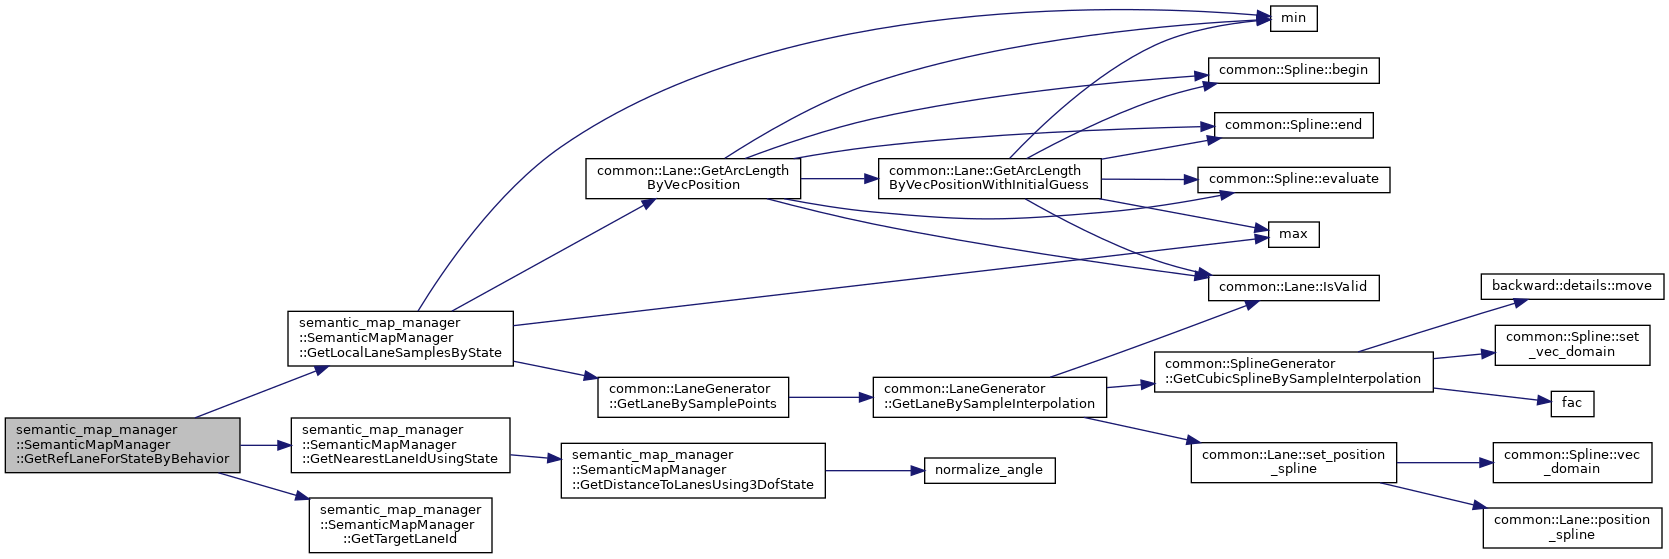 semantic_map_manager
::SemanticMapManager
::GetRefLaneForStateByBehavior
semantic_map_manager
::SemanticMapManager
::GetLocalLaneSamplesByState
semantic_map_manager
::SemanticMapManager
::GetNearestLaneIdUsingState
semantic_map_manager
::SemanticMapManager
::GetTargetLaneId
common::Lane::GetArcLength
ByVecPosition
common::LaneGenerator
::GetLaneBySamplePoints
semantic_map_manager
::SemanticMapManager
::GetDistanceToLanesUsing3DofState
common::Lane::GetArcLength
ByVecPositionWithInitialGuess
common::LaneGenerator
::GetLaneBySampleInterpolation
normalize_angle
min
common::Spline::begin
common::Spline::end
common::Spline::evaluate
max
common::Lane::IsValid
common::SplineGenerator
::GetCubicSplineBySampleInterpolation
common::Lane::set_position
_spline
backward::details::move
common::Spline::set
_vec_domain
fac
common::Spline::vec
_domain
common::Lane::position
_spline